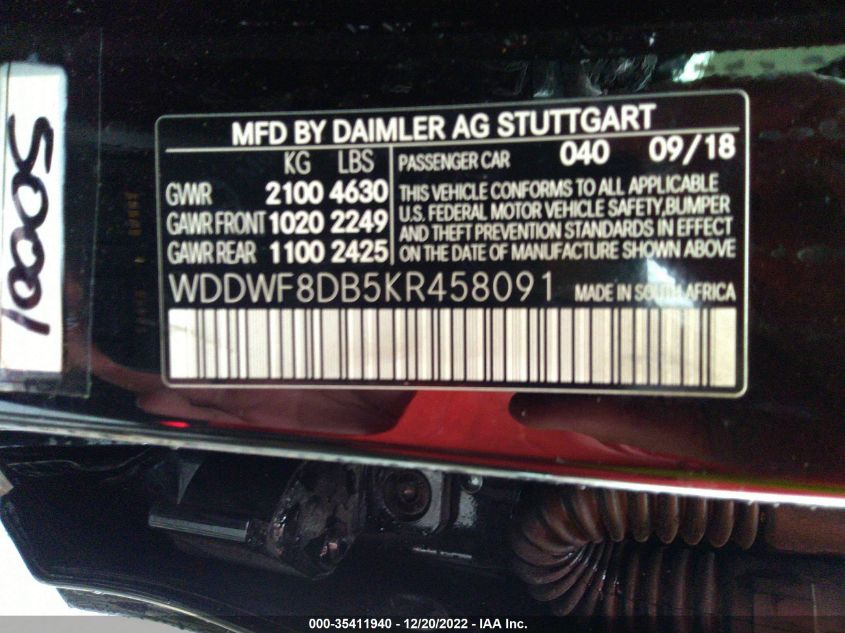 10005
MFD BY DAIMLER AG STUTTGART
KG LBS
GVWR 2100 4630
GAWR FRONT 1020 2249
GAWR REAR 1100 2425
PASSENGER CAR 040 09/18
THIS VEHICLE CONFORMS TO ALL APPLICABLE
U.S. FEDERAL MOTOR VEHICLE SAFETY, BUMPER
AND THEFT PREVENTION STANDARDS IN EFFECT
ON THE DATE OF MANUFACTURE SHOWN ABOVE
WDDWF8DB5KR458091 MADE IN SOUTH AFRICA
000-35411940 - 12/20/2022 - IAA Inc.